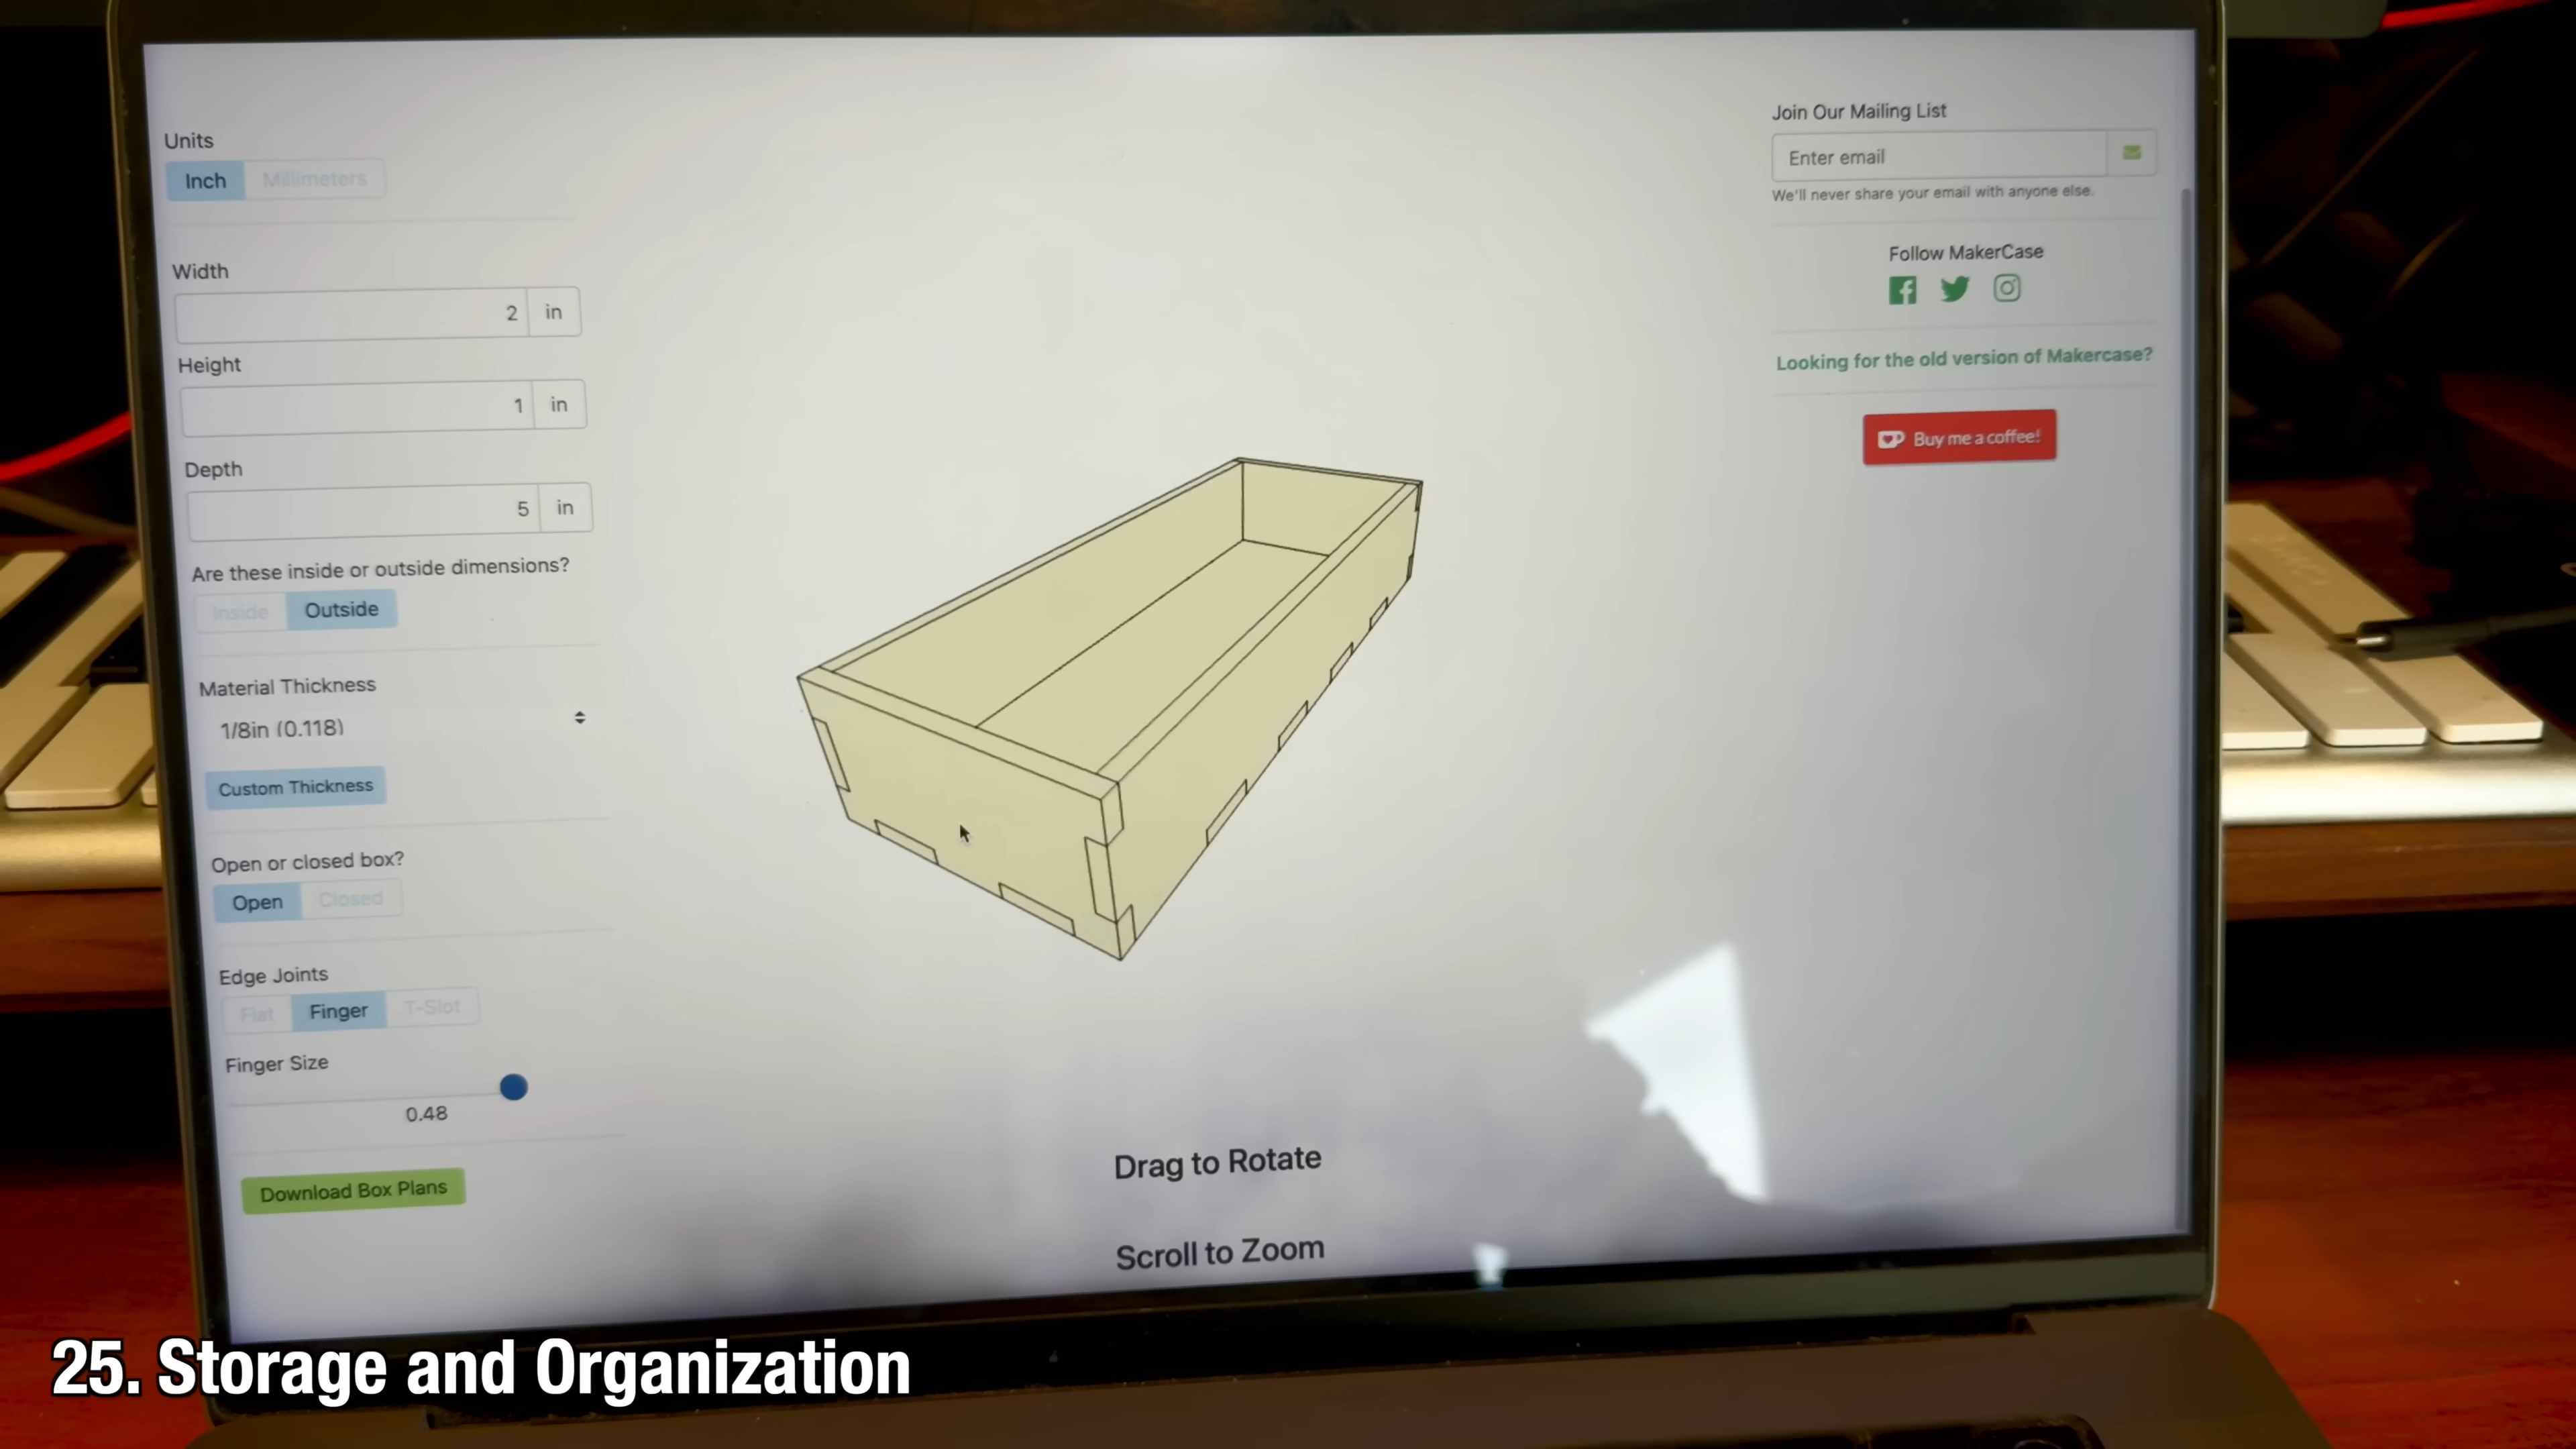 Units
Inch Millimeters
Width
2 in
Height
1 in
Depth
5 in
Are these inside or outside dimensions?
Inside Outside
Material Thickness
1/8in (0.118)
Custom Thickness
Open or closed box?
Open Closed
Edge Joints
Flat Finger T-Slot
Finger Size
0.48
Download Box Plans
Drag to Rotate
Scroll to Zoom
Join Our Mailing List
Enter email
We'll never share your email with anyone else.
Follow MakerCase
Looking for the old version of Makercase?
Buy me a coffee!
25. Storage and Organization